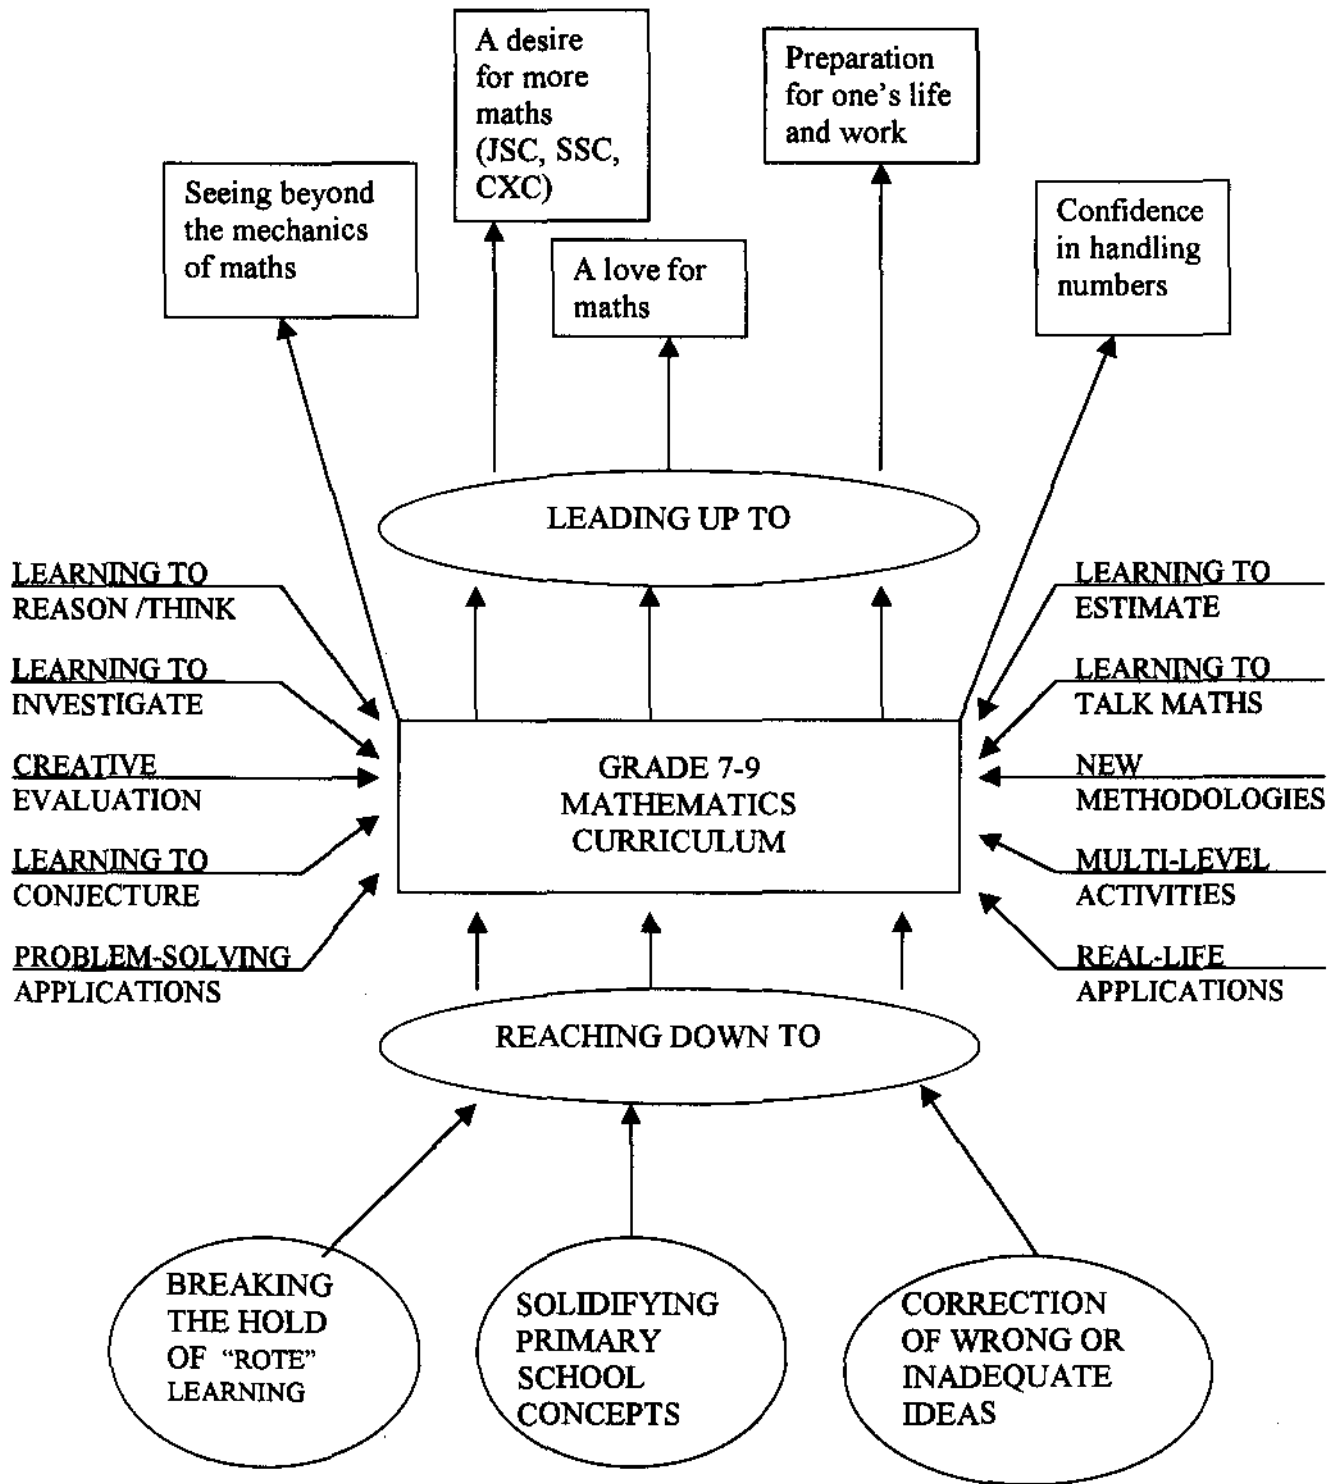 A desire
for more
maths
(JSC, SSC,
CXC)
Preparation
for one's life
and work
Seeing beyond
the mechanics
of maths
A love for
maths
Confidence
in handling
numbers
LEADING UP TO
LEARNING TO
REASON /THINK
LEARNING TO
INVESTIGATE
CREATIVE
EVALUATION
LEARNING TO
CONJECTURE
PROBLEM-SOLVING
APPLICATIONS
GRADE 7-9
MATHEMATICS
CURRICULUM
LEARNING TO
ESTIMATE
LEARNING TO
TALK MATHS
NEW
METHODOLOGIES
MULTI-LEVEL
ACTIVITIES
REAL-LIFE
APPLICATIONS
REACHING DOWN TO
BREAKING
THE HOLD
OF “ROTE”
LEARNING
SOLIDIFYING
PRIMARY
SCHOOL
CONCEPTS
CORRECTION
OF WRONG OR
INADEQUATE
IDEAS